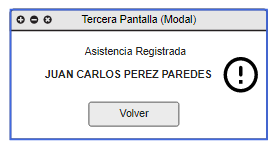 Tercera Pantalla (Modal)
Asistencia Registrada
JUAN CARLOS PEREZ PAREDES
Volver